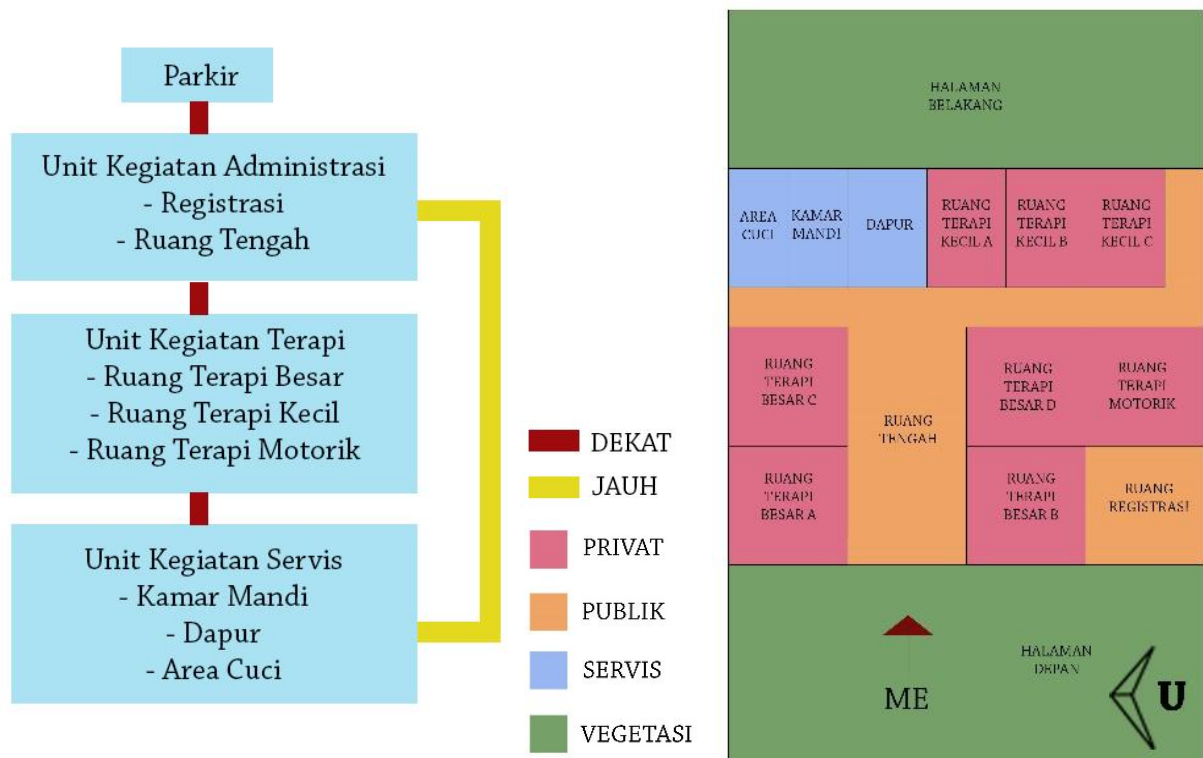 Parkir
Unit Kegiatan Administrasi
- Registrasi
- Ruang Tengah
Unit Kegiatan Terapi
- Ruang Terapi Besar
- Ruang Terapi Kecil
- Ruang Terapi Motorik
Unit Kegiatan Servis
- Kamar Mandi
- Dapur
- Area Cuci
DEKAT
JAUH
PRIVAT
PUBLIK
SERVIS
VEGETASI
HALAMAN
BELAKANG
AREA
CUCI
KAMAR
MANDI
DAPUR
RUANG
TERAPI
KECIL A
RUANG
TERAPI
KECIL B
RUANG
TERAPI
KECIL C
RUANG
TERAPI
BESAR C
RUANG
TENGAH
RUANG
TERAPI
BESAR D
RUANG
TERAPI
MOTORIK
RUANG
TERAPI
BESAR A
RUANG
TERAPI
BESAR B
RUANG
REGISTRASI
HALAMAN
DEPAN
ME
U